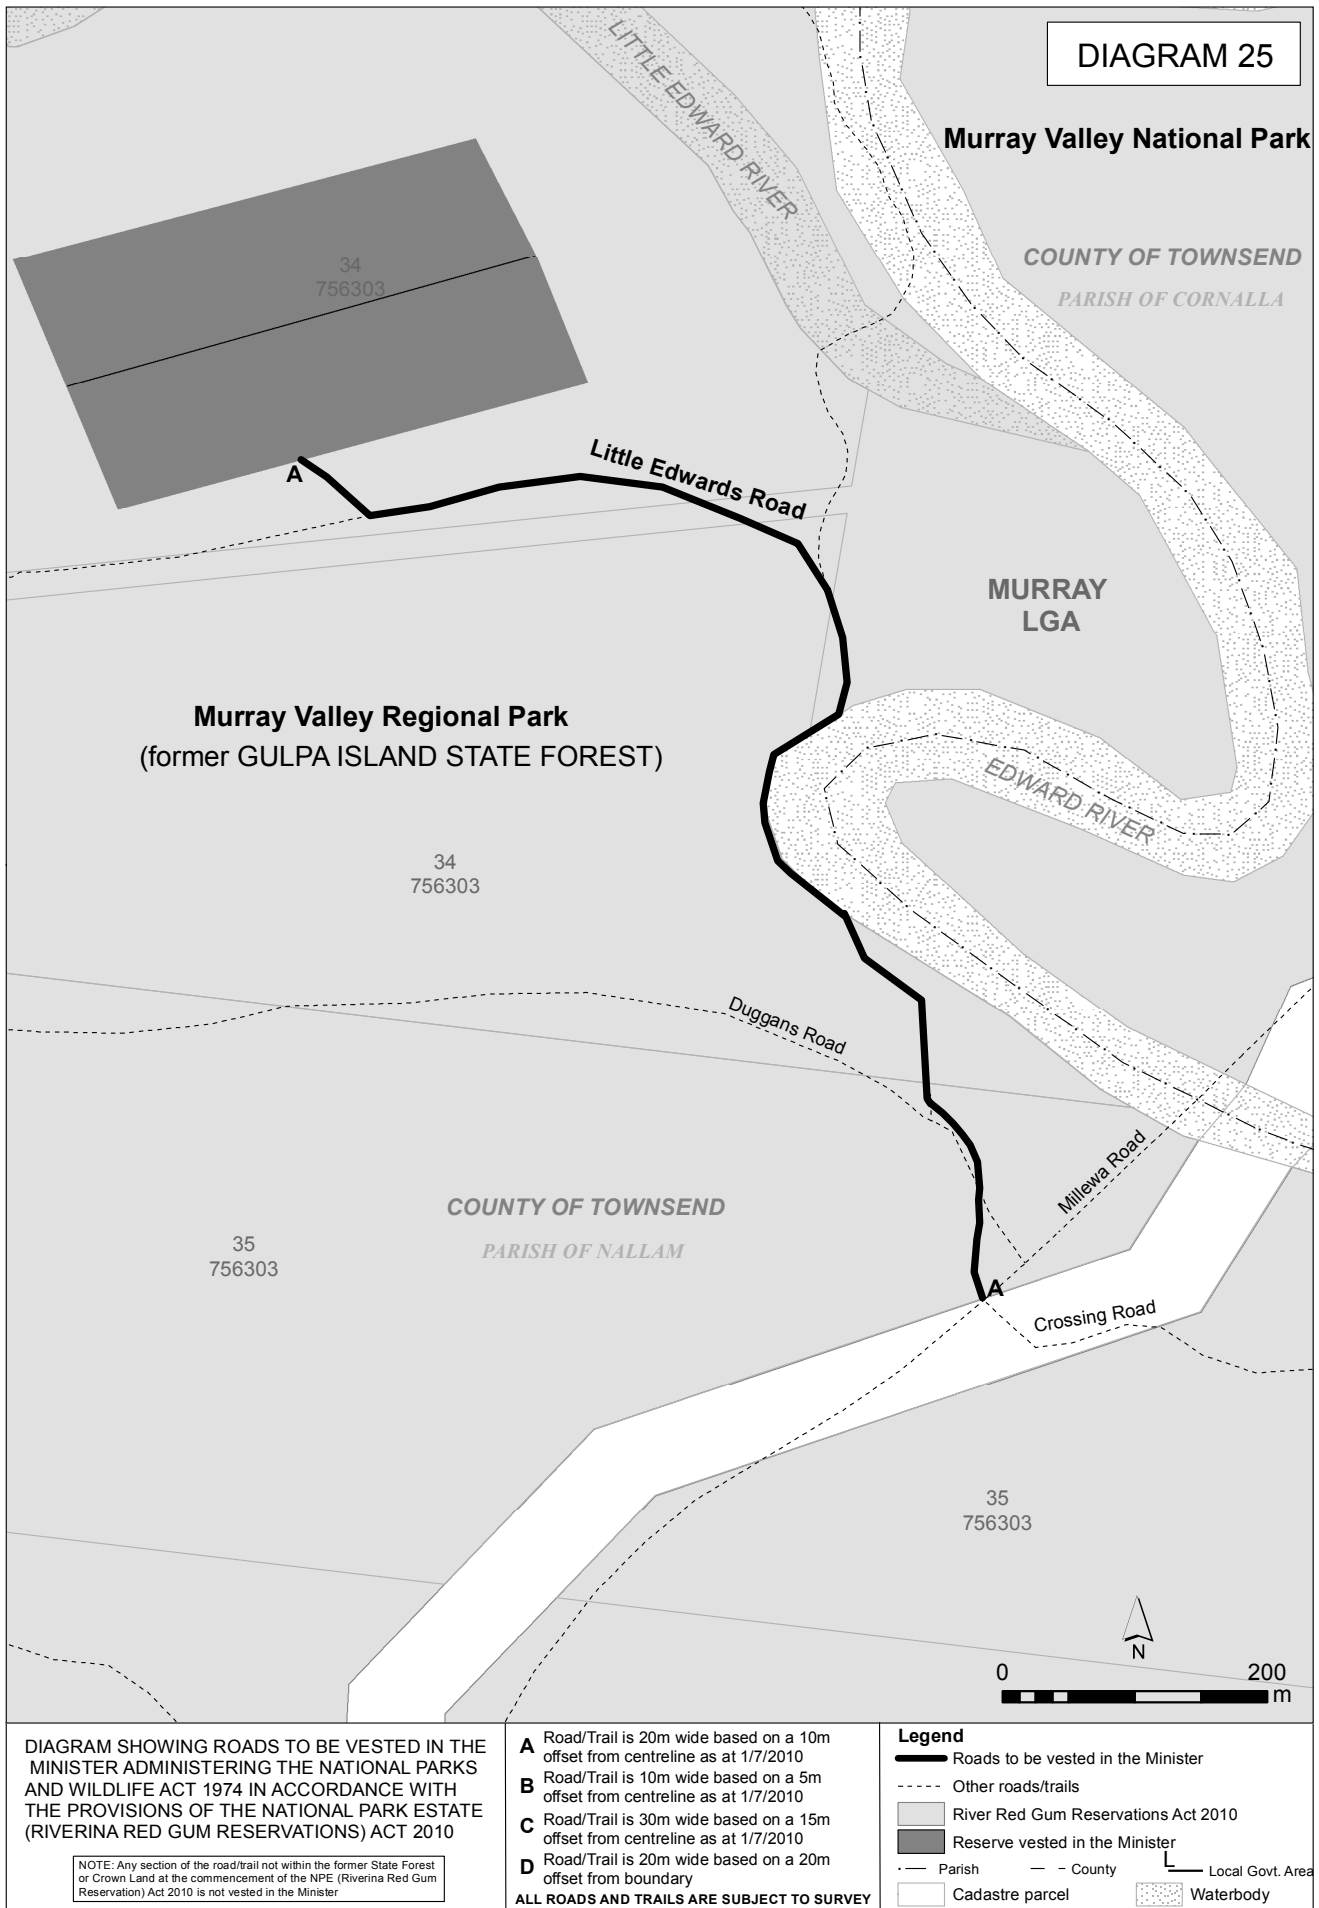 DIAGRAM 25
LITTLE EDWARD RIVER
Murray Valley National Park
COUNTY OF TOWNSEND
PARISH OF CORNALLA
34
756303
A
Little Edwards Road
MURRAY
LGA
Murray Valley Regional Park
(former GULPA ISLAND STATE FOREST)
EDWARD RIVER
34
756303
Duggans Road
Millewa Road
COUNTY OF TOWNSEND
PARISH OF NALLAM
35
756303
A
Crossing Road
35
756303
N
0 200
m
DIAGRAM SHOWING ROADS TO BE VESTED IN THE
MINISTER ADMINISTERING THE NATIONAL PARKS
AND WILDLIFE ACT 1974 IN ACCORDANCE WITH
THE PROVISIONS OF THE NATIONAL PARK ESTATE
(RIVERINA RED GUM RESERVATIONS) ACT 2010
NOTE: Any section of the road/trail not within the former State Forest
or Crown Land at the commencement of the NPE (Riverina Red Gum
Reservation) Act 2010 is not vested in the Minister
A Road/Trail is 20m wide based on a 10m
offset from centreline as at 1/7/2010
B Road/Trail is 10m wide based on a 5m
offset from centreline as at 1/7/2010
C Road/Trail is 30m wide based on a 15m
offset from centreline as at 1/7/2010
D Road/Trail is 20m wide based on a 20m
offset from boundary
ALL ROADS AND TRAILS ARE SUBJECT TO SURVEY
Legend
Roads to be vested in the Minister
Other roads/trails
River Red Gum Reservations Act 2010
Reserve vested in the Minister
Parish County Local Govt. Area
Cadastre parcel Waterbody